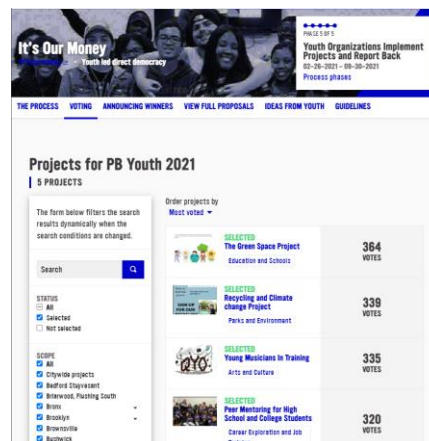 It's Our Money
- Youth led direct democracy
PHASE 5 OF 5
Youth Organizations Implement
Projects and Report Back
02-26-2021 - 09-30-2021
Process phases
THE PROCESS VOTING ANNOUNCING WINNERS VIEW FULL PROPOSALS IDEAS FROM YOUTH GUIDELINES
Projects for PB Youth 2021
5 PROJECTS
The form below filters the search
results dynamically when the
search conditions are changed.
Search
STATUS
All
Selected
Not selected
SCOPE
All
Citywide projects
Bedford Stuyvesant
Briarwood, Flushing South
Bronx
Brooklyn
Brownsville
Bushwick
Order projects by
Most voted
SELECTED
The Green Space Project
Education and Schools
364
VOTES
SELECTED
Recycling and Climate
change Project
Parks and Environment
339
VOTES
QYO
SELECTED
Young Musicians In Training
Arts and Culture
335
VOTES
SELECTED
Peer Mentoring for High
School and College Students
Career Exploration and Job
320
VOTES